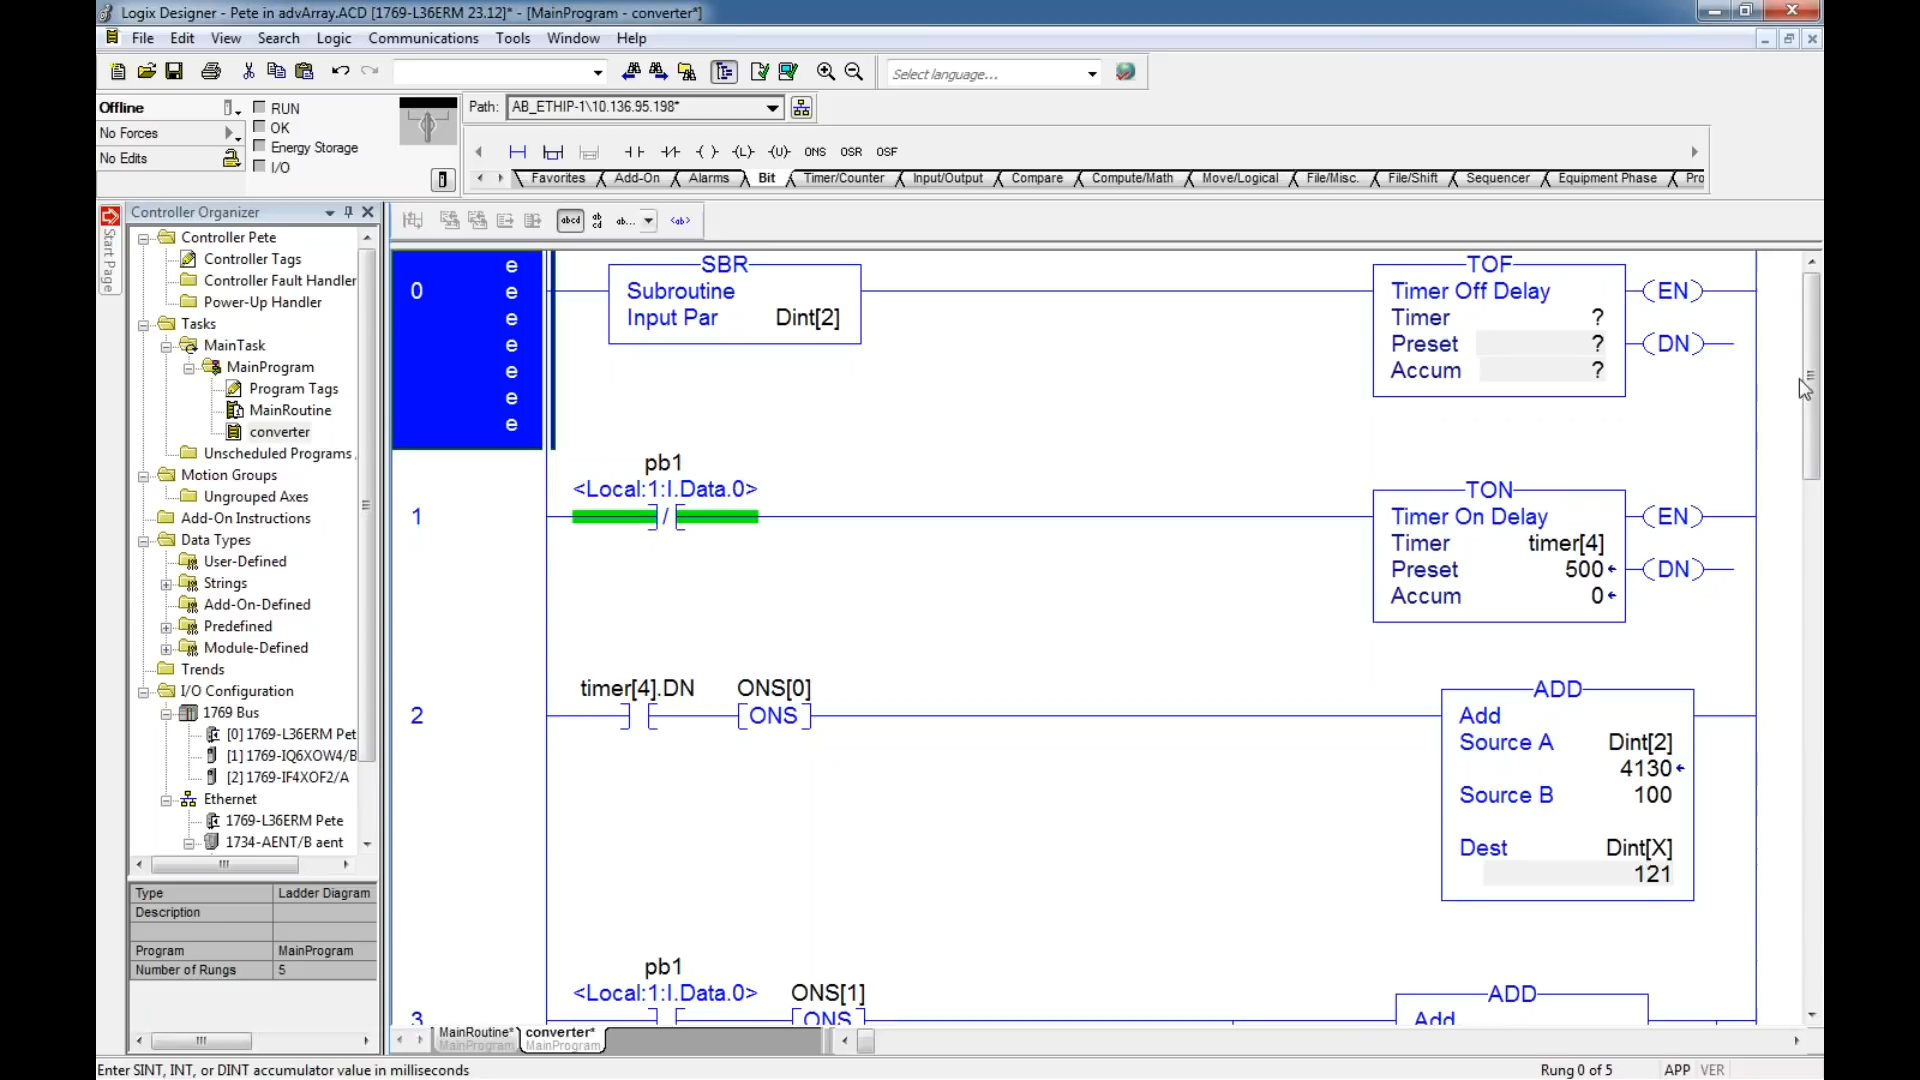 Logix Designer - Pete in advArray.ACD [1769-L36ERM 23.12]* - [MainProgram - converter*]
File Edit View Search Logic Communications Tools Window Help
Select language...
Offline
No Forces
No Edits
RUN
OK
Energy Storage
I/O
Path: AB_ETHIP-1\10.136.95.198*
ONS OSR OSF
Favorites Add-On Alarms Bit Timer/Counter Input/Output Compare Compute/Math Move/Logical File/Misc. File/Shift Sequencer Equipment Phase Pro
Start Page
Controller Organizer
Controller Pete
Controller Tags
Controller Fault Handler
Power-Up Handler
Tasks
MainTask
MainProgram
Program Tags
MainRoutine
converter
Unscheduled Programs
Motion Groups
Ungrouped Axes
Add-On Instructions
Data Types
User-Defined
Strings
Add-On-Defined
Predefined
Module-Defined
Trends
I/O Configuration
1769 Bus
[0] 1769-L36ERM Pet
[1] 1769-IQ6XOW4/B
[2] 1769-IF4XOF2/A
Ethernet
1769-L36ERM Pete
1734-AENT/B aent
Type Ladder Diagram
Description
Program MainProgram
Number of Rungs 5
abcd ab cd ab... <ab>
0
e
e
e
e
e
e
e
SBR
Subroutine
Input Par Dint[2]
TOF
Timer Off Delay
Timer ?
Preset ?
Accum ?
EN
DN
1
pb1
<Local:1:I.Data.0>
TON
Timer On Delay
Timer timer[4]
Preset 500
Accum 0
EN
DN
2
timer[4].DN ONS[0]
ONS
ADD
Add
Source A Dint[2]
4130
Source B 100
Dest Dint[X]
121
3
pb1
<Local:1:I.Data.0> ONS[1]
ONS
ADD
Add
MainRoutine* converter*
MainProgram MainProgram
Enter SINT, INT, or DINT accumulator value in milliseconds
Rung 0 of 5 APP VER